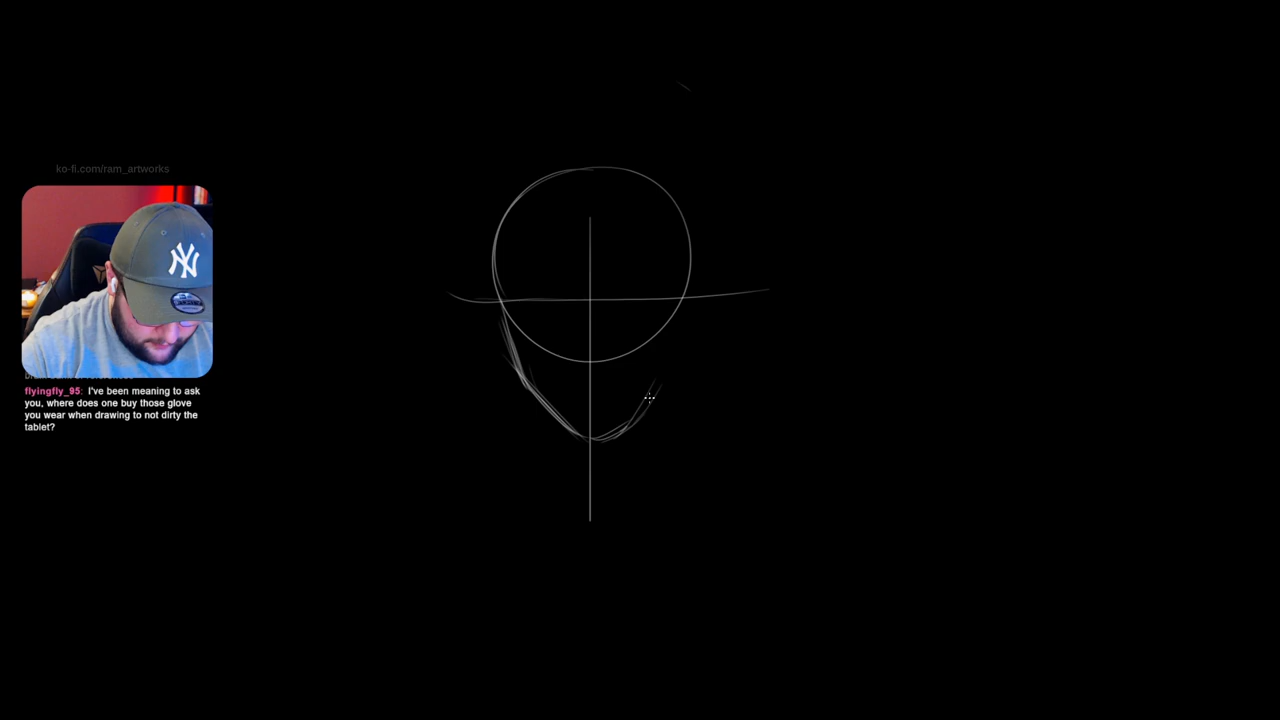 ko-fi.com/ram_artworks
NY
flyingfly_95: I've been meaning to ask
you, where does one buy those glove
you wear when drawing to not dirty the
tablet?